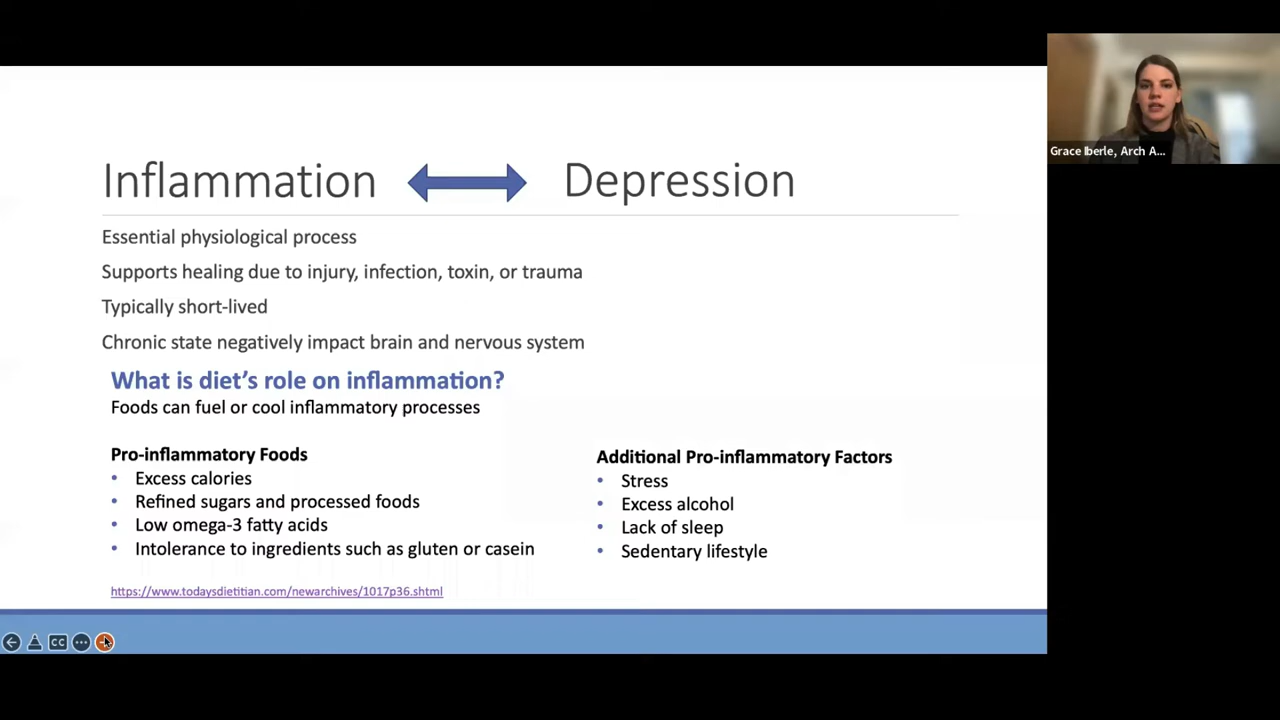 Inflammation Depression
Essential physiological process
Supports healing due to injury, infection, toxin, or trauma
Typically short-lived
Chronic state negatively impact brain and nervous system
What is diet's role on inflammation?
Foods can fuel or cool inflammatory processes
Pro-inflammatory Foods
• Excess calories
• Refined sugars and processed foods
• Low omega-3 fatty acids
• Intolerance to ingredients such as gluten or casein
Additional Pro-inflammatory Factors
• Stress
• Excess alcohol
• Lack of sleep
• Sedentary lifestyle
https://www.todaysdietitian.com/newarchives/1017p36.shtml
CC
Grace Iberle, Arch A...